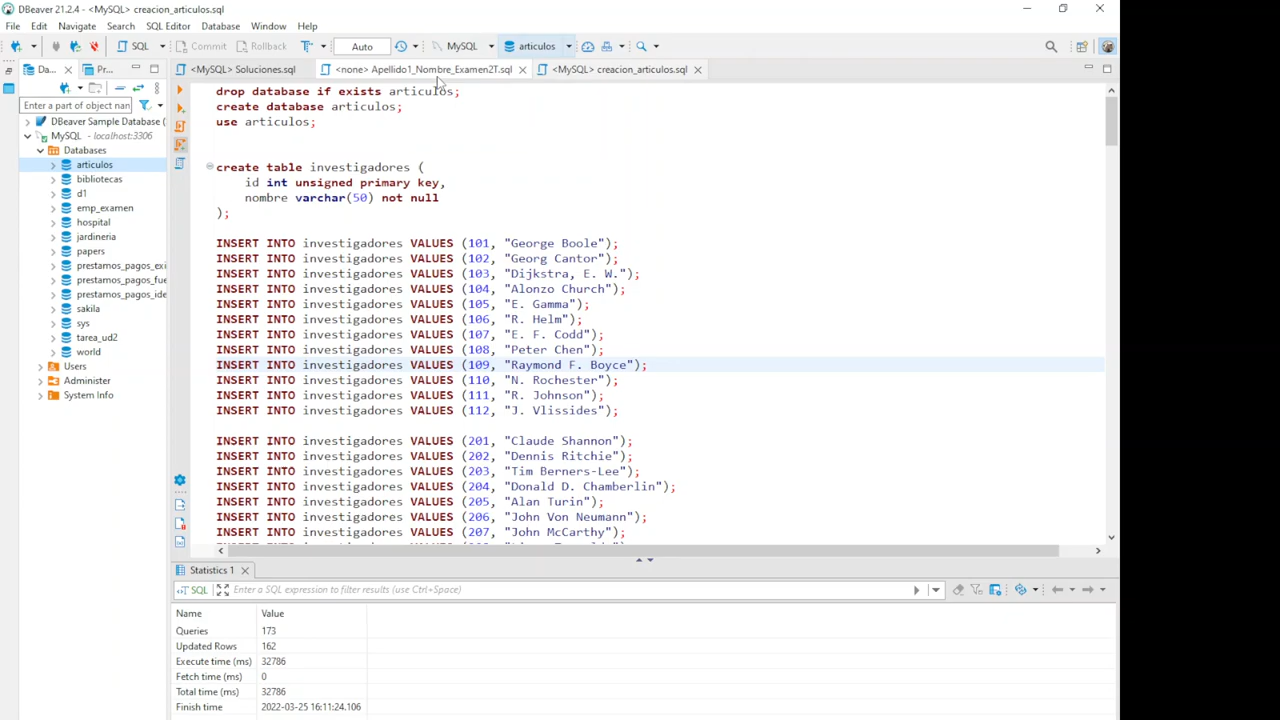 DBeaver 21.2.4 - <MySQL> creacion_articulos.sql
File Edit Navigate Search SQL Editor Database Window Help
SQL Commit Rollback T Auto MySQL articulos
Da... Pr... <MySQL> Soluciones.sql <none> Apellido1_Nombre_Examen2T.sql <MySQL> creacion_articulos.sql
Enter a part of object nam
DBeaver Sample Database (
MySQL - localhost:3306
Databases
articulos
bibliotecas
d1
emp_examen
hospital
jardineria
papers
prestamos_pagos_exi
prestamos_pagos_fue
prestamos_pagos_ide
sakila
sys
tarea_ud2
world
Users
Administer
System Info
drop database if exists articulos;
create database articulos;
use articulos;
create table investigadores (
id int unsigned primary key,
nombre varchar(50) not null
);
INSERT INTO investigadores VALUES (101, "George Boole");
INSERT INTO investigadores VALUES (102, "Georg Cantor");
INSERT INTO investigadores VALUES (103, "Dijkstra, E. W.");
INSERT INTO investigadores VALUES (104, "Alonzo Church");
INSERT INTO investigadores VALUES (105, "E. Gamma");
INSERT INTO investigadores VALUES (106, "R. Helm");
INSERT INTO investigadores VALUES (107, "E. F. Codd");
INSERT INTO investigadores VALUES (108, "Peter Chen");
INSERT INTO investigadores VALUES (109, "Raymond F. Boyce");
INSERT INTO investigadores VALUES (110, "N. Rochester");
INSERT INTO investigadores VALUES (111, "R. Johnson");
INSERT INTO investigadores VALUES (112, "J. Vlissides");
INSERT INTO investigadores VALUES (201, "Claude Shannon");
INSERT INTO investigadores VALUES (202, "Dennis Ritchie");
INSERT INTO investigadores VALUES (203, "Tim Berners-Lee");
INSERT INTO investigadores VALUES (204, "Donald D. Chamberlin");
INSERT INTO investigadores VALUES (205, "Alan Turin");
INSERT INTO investigadores VALUES (206, "John Von Neumann");
INSERT INTO investigadores VALUES (207, "John McCarthy");
Statistics 1
SQL Enter a SQL expression to filter results (use Ctrl+Space)
Name Value
Queries 173
Updated Rows 162
Execute time (ms) 32786
Fetch time (ms) 0
Total time (ms) 32786
Finish time 2022-03-25 16:11:24.106